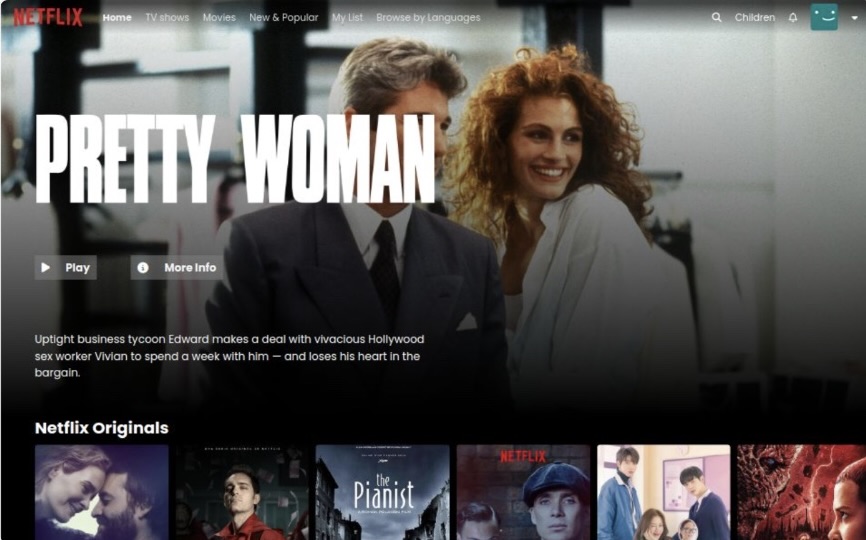 NETFLIX
Home TV shows Movies New & Popular My List Browse by Languages
Children
PRETTY WOMAN
Play
More Info
Uptight business tycoon Edward makes a deal with vivacious Hollywood
sex worker Vivian to spend a week with him — and loses his heart in the
bargain.
Netflix Originals
the
Pianist
NETFLIX